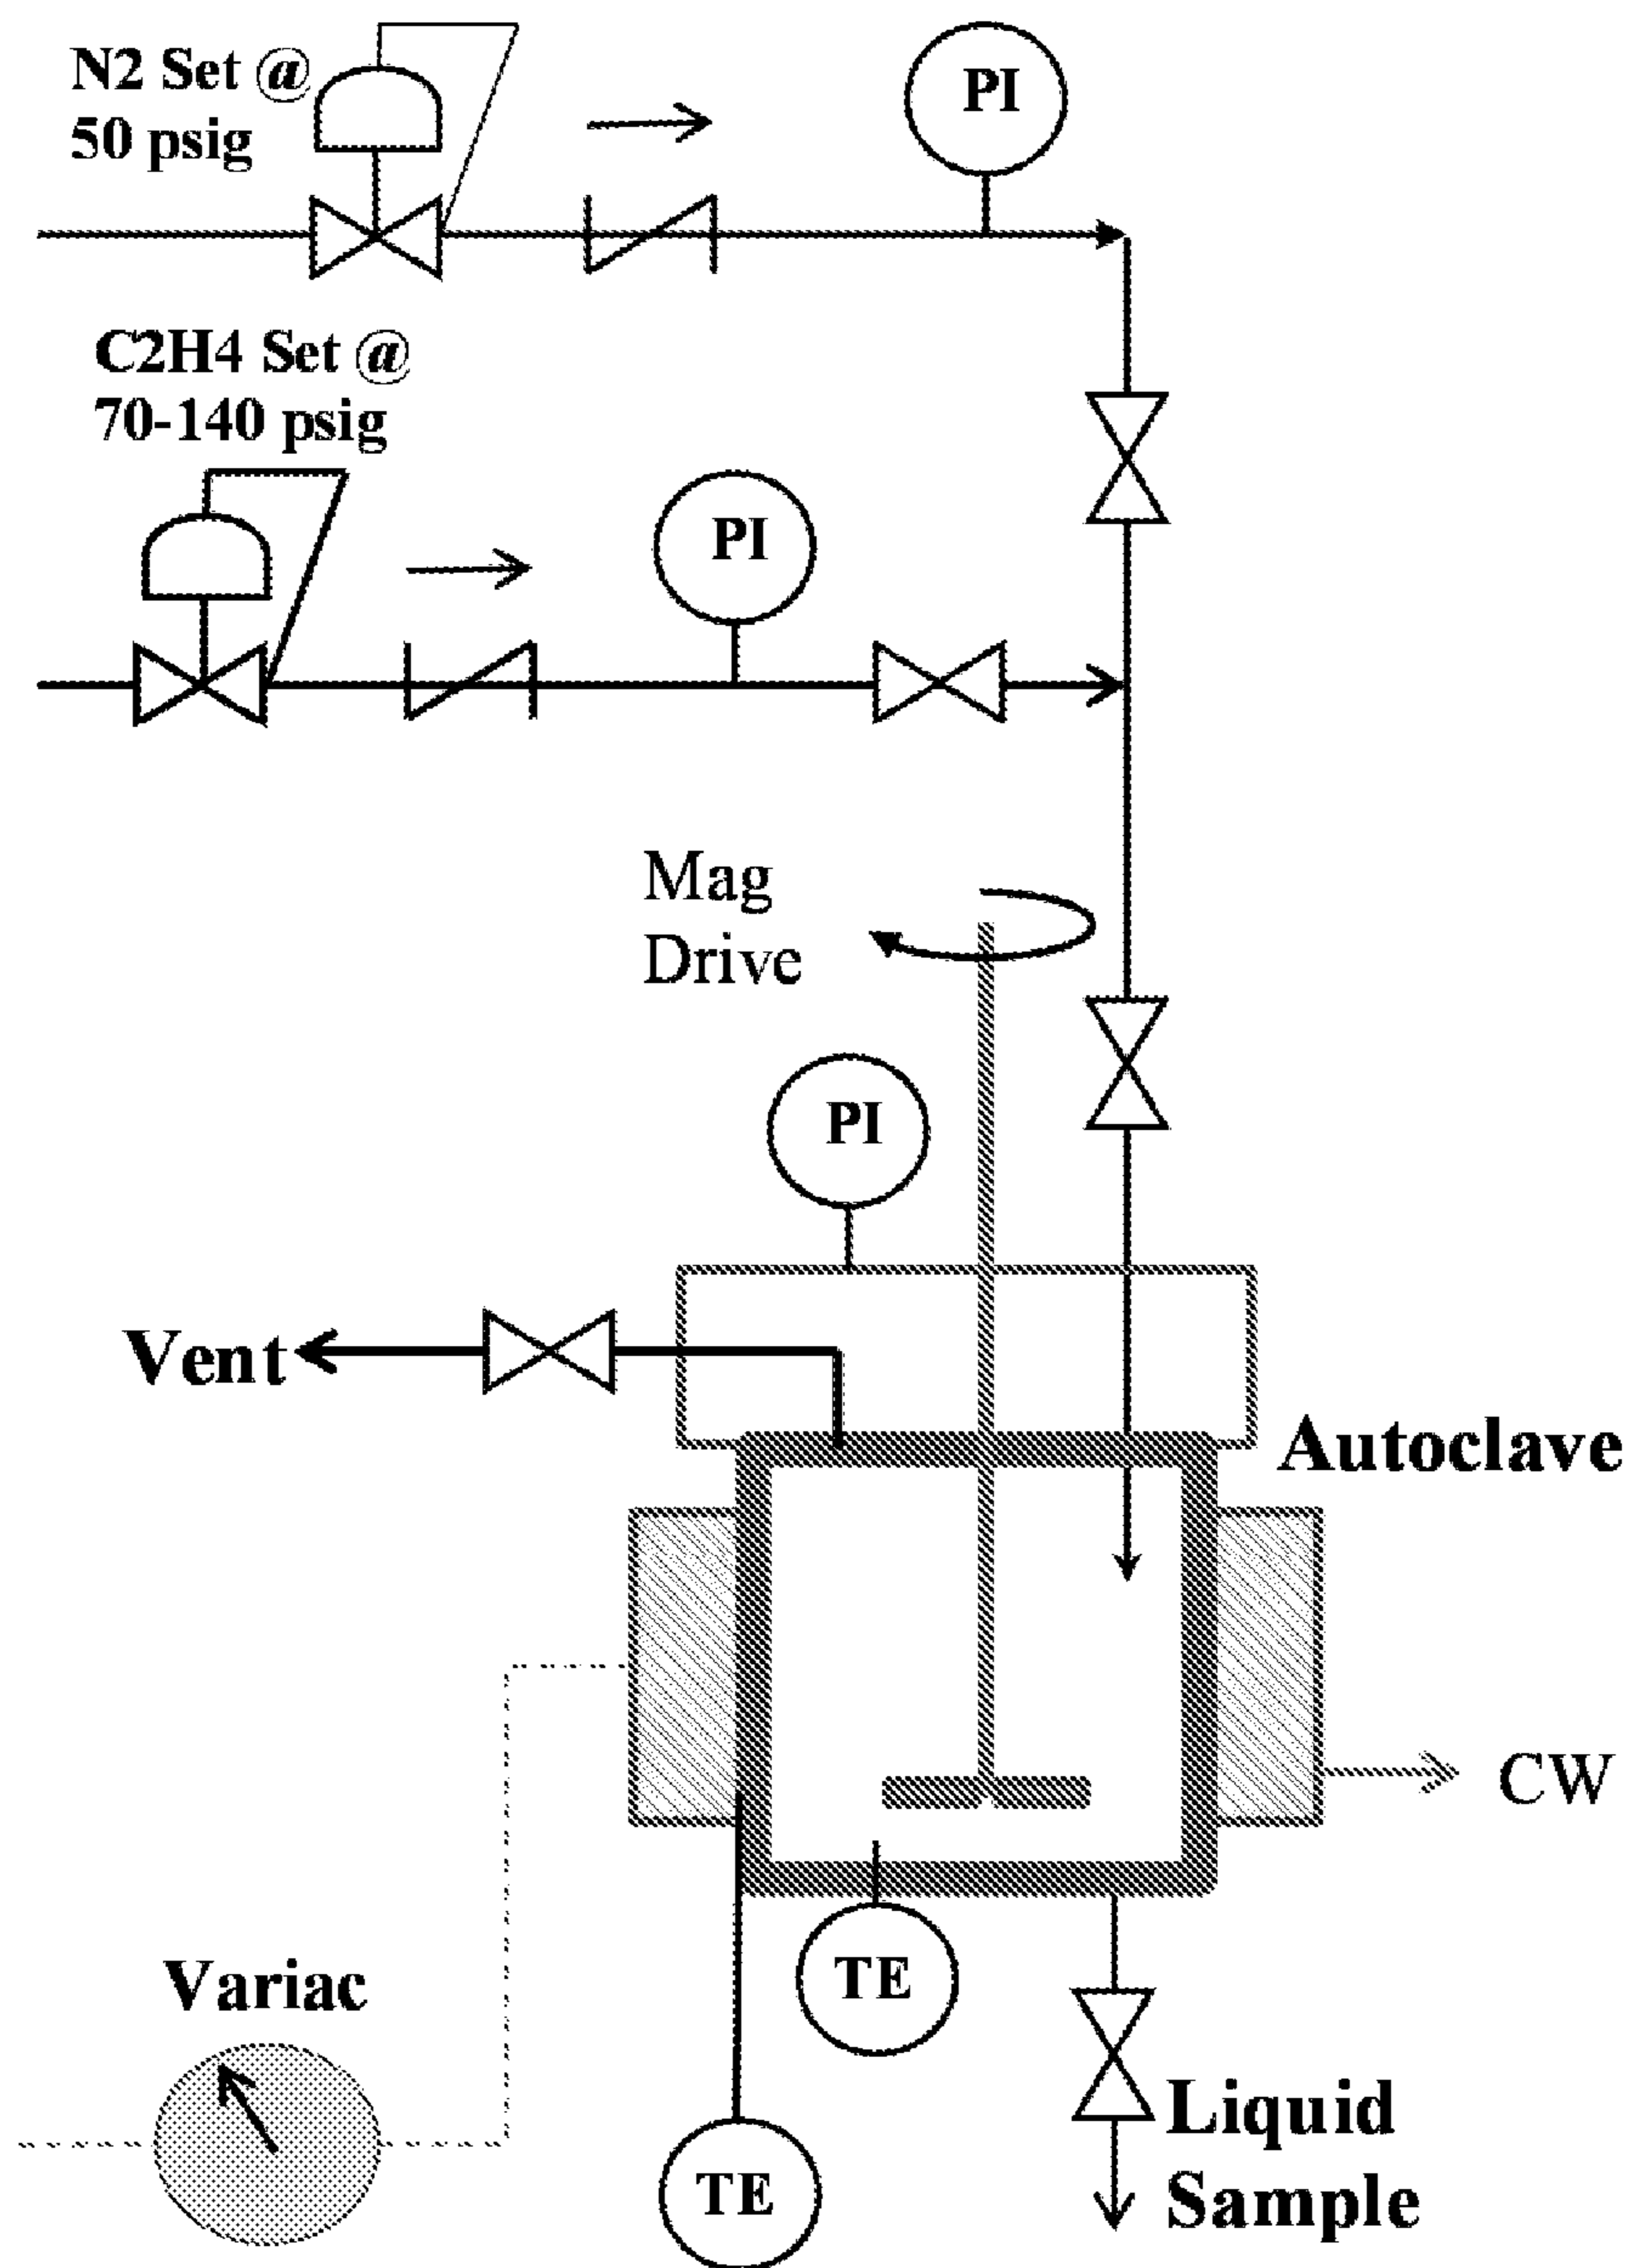 N2 Set @
50 psig
PI
C2H4 Set @
70-140 psig
PI
Mag
Drive
PI
Vent
Autoclave
CW
TE
Variac
Liquid
Sample
TE